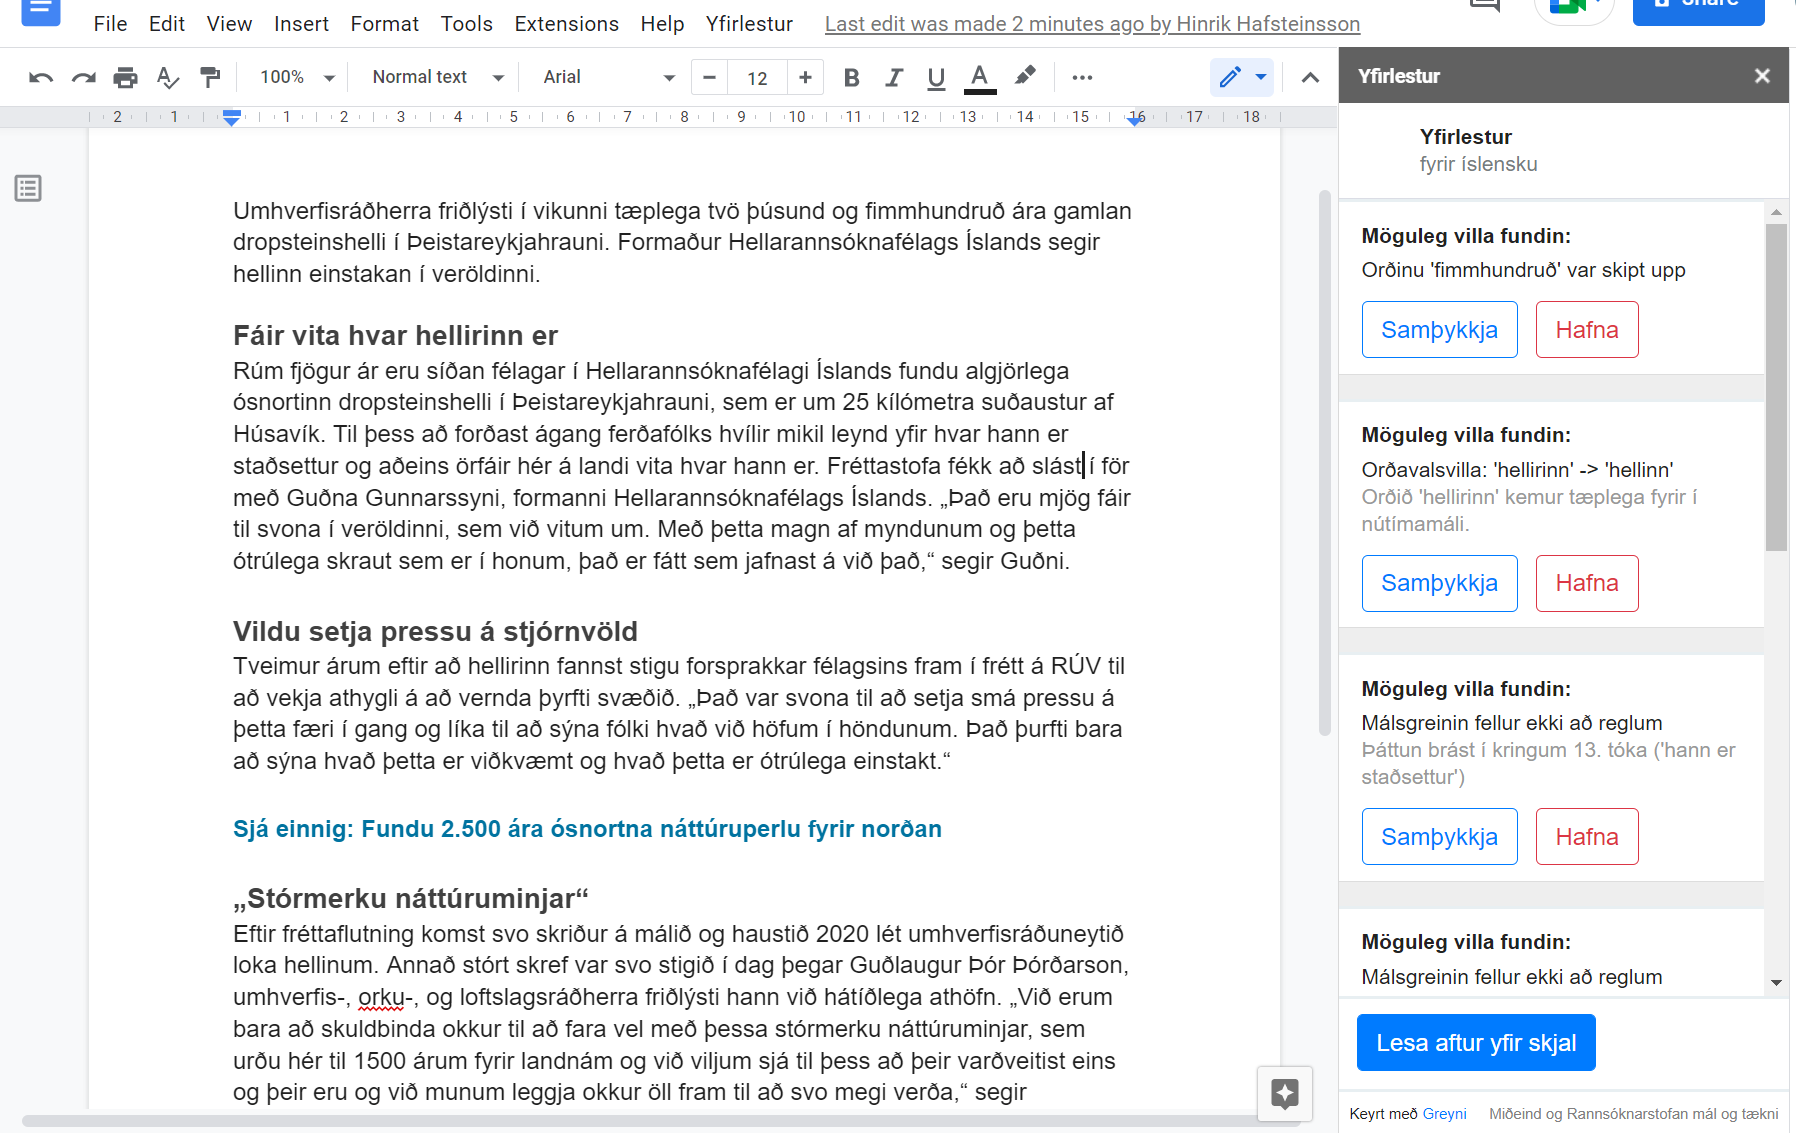 Share
File Edit View Insert Format Tools Extensions Help Yfirlestur Last edit was made 2 minutes ago by Hinrik Hafsteinsson
100% Normal text Arial − 12 + B I U A
2 1 1 2 3 4 5 6 7 8 9 10 11 12 13 14 15 16 17 18
Umhverfisráðherra friðlýsti í vikunni tæplega tvö þúsund og fimmhundruð ára gamlan
dropsteinshelli í Þeistareykjahrauni. Formaður Hellarannsóknafélags Íslands segir
hellinn einstakan í veröldinni.
Fáir vita hvar hellirinn er
Rúm fjögur ár eru síðan félagar í Hellarannsóknafélagi Íslands fundu algjörlega
ósnortinn dropsteinshelli í Þeistareykjahrauni, sem er um 25 kílómetra suðaustur af
Húsavík. Til þess að forðast ágang ferðafólks hvílir mikil leynd yfir hvar hann er
staðsettur og aðeins örfáir hér á landi vita hvar hann er. Fréttastofa fékk að slást í för
með Guðna Gunnarssyni, formanni Hellarannsóknafélags Íslands. „Það eru mjög fáir
til svona í veröldinni, sem við vitum um. Með þetta magn af myndunum og þetta
ótrúlega skraut sem er í honum, það er fátt sem jafnast á við það,“ segir Guðni.
Vildu setja pressu á stjórnvöld
Tveimur árum eftir að hellirinn fannst stigu forsprakkar félagsins fram í frétt á RÚV til
að vekja athygli á að vernda þyrfti svæðið. „Það var svona til að setja smá pressu á
þetta færi í gang og líka til að sýna fólki hvað við höfum í höndunum. Það þurfti bara
að sýna hvað þetta er viðkvæmt og hvað þetta er ótrúlega einstakt.“
Sjá einnig: Fundu 2.500 ára ósnortna náttúruperlu fyrir norðan
„Stórmerku náttúruminjar“
Eftir fréttaflutning komst svo skriður á málið og haustið 2020 lét umhverfisráðuneytið
loka hellinum. Annað stórt skref var svo stigið í dag þegar Guðlaugur Þór Þórðarson,
umhverfis-, orku-, og loftslagsráðherra friðlýsti hann við hátíðlega athöfn. „Við erum
bara að skuldbinda okkur til að fara vel með þessa stórmerku náttúruminjar, sem
urðu hér til 1500 árum fyrir landnám og við viljum sjá til þess að þeir varðveitist eins
og þeir eru og við munum leggja okkur öll fram til að svo megi verða,“ segir
Yfirlestur
Yfirlestur
fyrir íslensku
Möguleg villa fundin:
Orðinu 'fimmhundruð' var skipt upp
Samþykkja Hafna
Möguleg villa fundin:
Orðavalsvilla: 'hellirinn' -> 'hellinn'
Orðið 'hellirinn' kemur tæplega fyrir í
nútímamáli.
Samþykkja Hafna
Möguleg villa fundin:
Málsgreinin fellur ekki að reglum
Þáttun brást í kringum 13. tóka ('hann er
staðsettur')
Samþykkja Hafna
Möguleg villa fundin:
Málsgreinin fellur ekki að reglum
Lesa aftur yfir skjal
Keyrt með Greyni Miðeind og Rannsóknarstofan mál og tækni